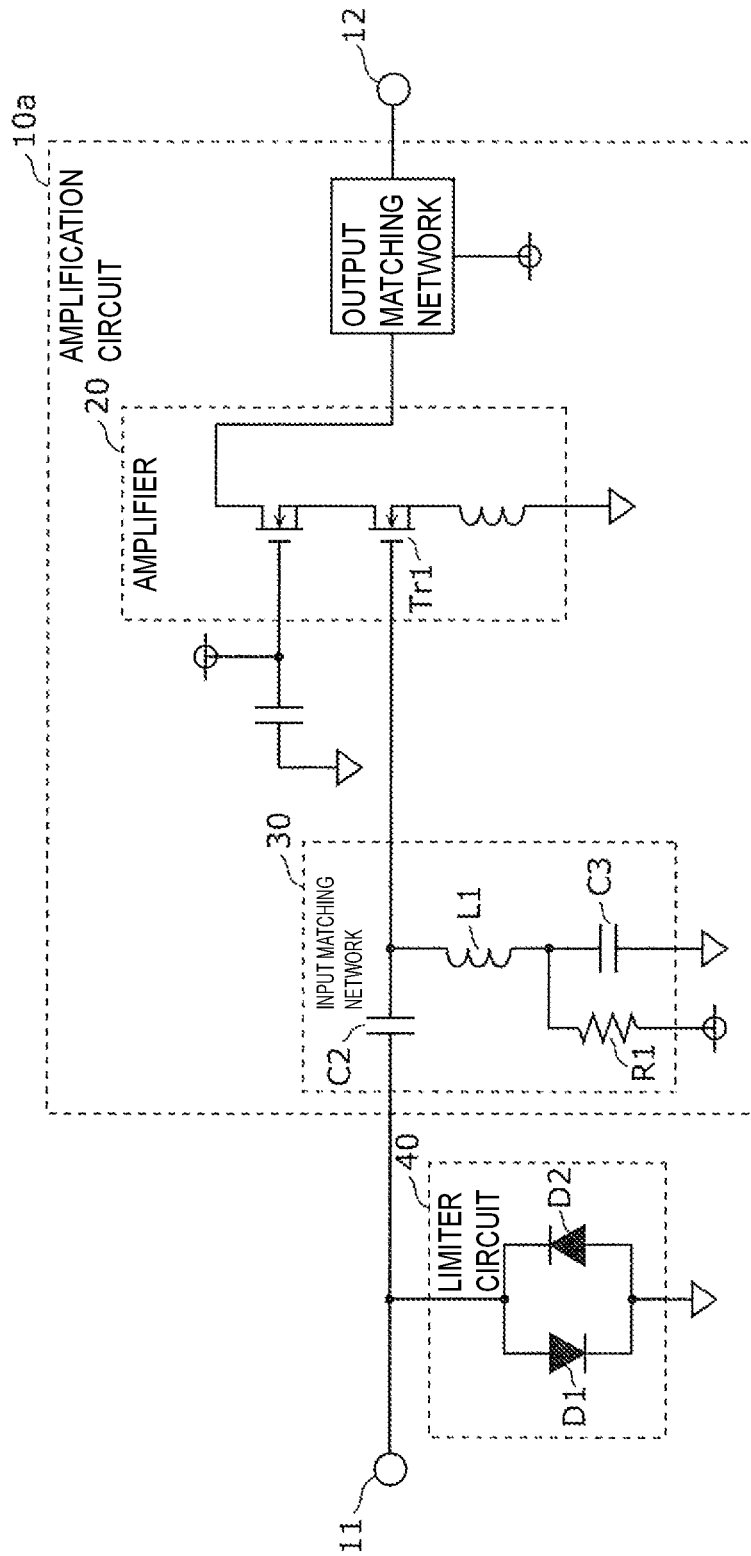 10a
AMPLIFICATION
CIRCUIT
20
AMPLIFIER
Tr1
OUTPUT
MATCHING
NETWORK
12
30
INPUT MATCHING
NETWORK
C2
L1
C3
R1
40
LIMITER
CIRCUIT
D1
D2
11